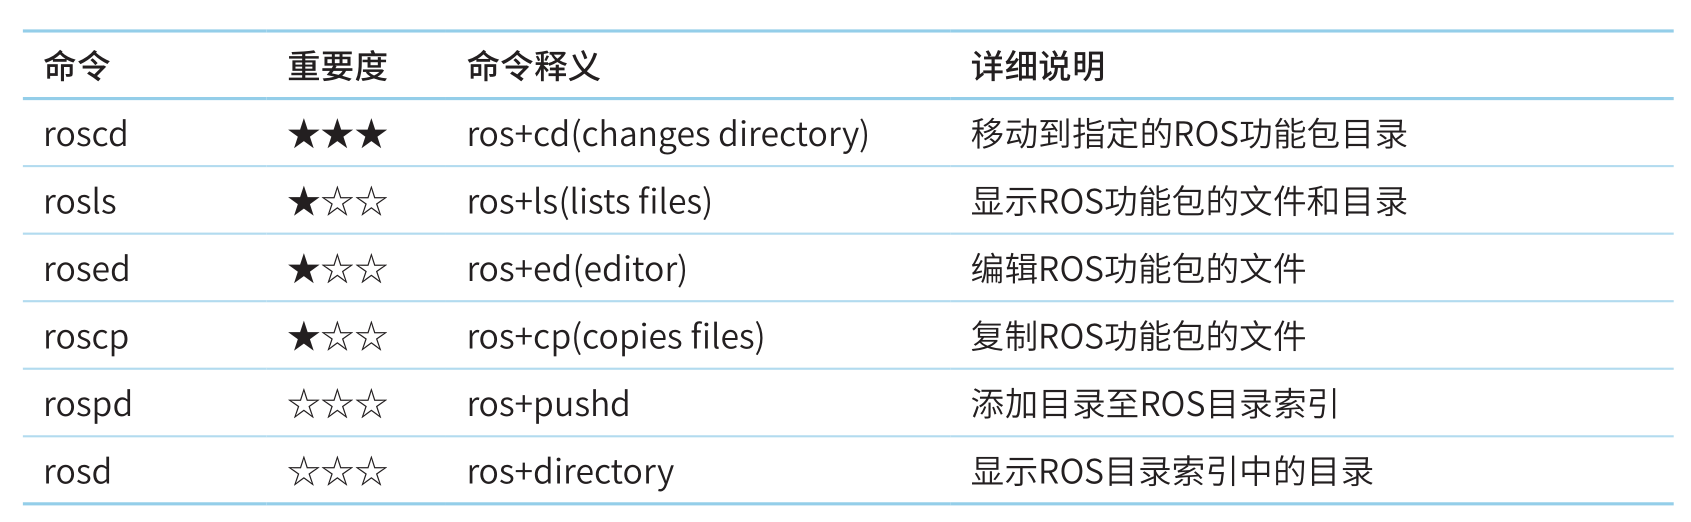 命令 重要度 命令释义 详细说明
roscd ★★★ ros+cd(changes directory) 移动到指定的ROS功能包目录
rosls ★☆☆ ros+ls(lists files) 显示ROS功能包的文件和目录
rosed ★☆☆ ros+ed(editor) 编辑ROS功能包的文件
roscp ★☆☆ ros+cp(copies files) 复制ROS功能包的文件
rospd ☆☆☆ ros+pushd 添加目录至ROS目录索引
rosd ☆☆☆ ros+directory 显示ROS目录索引中的目录